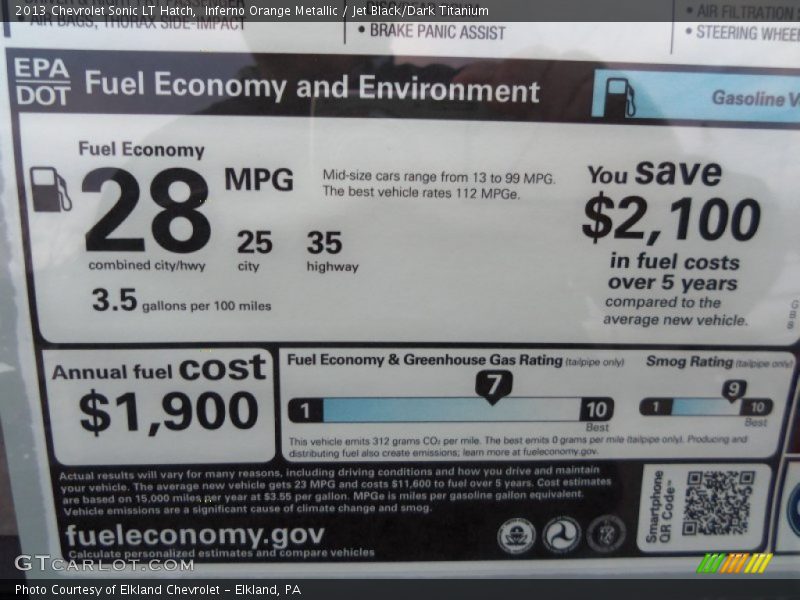 2013 Chevrolet Sonic LT Hatch, Inferno Orange Metallic / Jet Black/Dark Titanium
• AIR BAGS, THORAX SIDE-IMPACT
• BRAKE PANIC ASSIST
• AIR FILTRATION
• STEERING WHEE
EPA
DOT
Fuel Economy and Environment
Gasoline V
Fuel Economy
28 MPG
combined city/hwy
25
city
35
highway
3.5 gallons per 100 miles
Mid-size cars range from 13 to 99 MPG.
The best vehicle rates 112 MPGe.
You save
$2,100
in fuel costs
over 5 years
compared to the
average new vehicle.
G
B
8
Annual fuel cost
$1,900
Fuel Economy & Greenhouse Gas Rating (tailpipe only)
7
1
10
Best
Smog Rating (tailpipe only)
9
1
10
Best
This vehicle emits 312 grams CO₂ per mile. The best emits 0 grams per mile (tailpipe only). Producing and
distributing fuel also create emissions; learn more at fueleconomy.gov.
Actual results will vary for many reasons, including driving conditions and how you drive and maintain
your vehicle. The average new vehicle gets 23 MPG and costs $11,600 to fuel over 5 years. Cost estimates
are based on 15,000 miles per year at $3.55 per gallon. MPGe is miles per gasoline gallon equivalent.
Vehicle emissions are a significant cause of climate change and smog.
fueleconomy.gov
Calculate personalized estimates and compare vehicles
Smartphone
QR Code™
GTcarlot.com
Photo Courtesy of Elkland Chevrolet - Elkland, PA